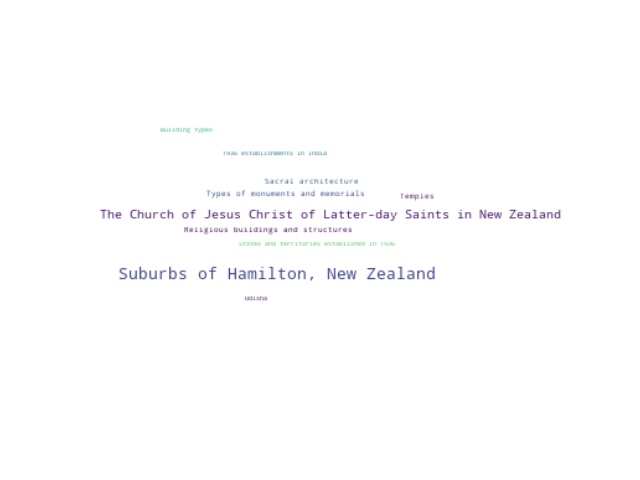 Building types
1936 establishments in India
Sacral architecture
Types of monuments and memorials
Temples
The Church of Jesus Christ of Latter-day Saints in New Zealand
Religious buildings and structures
States and territories established in 1936
Suburbs of Hamilton, New Zealand
Odisha